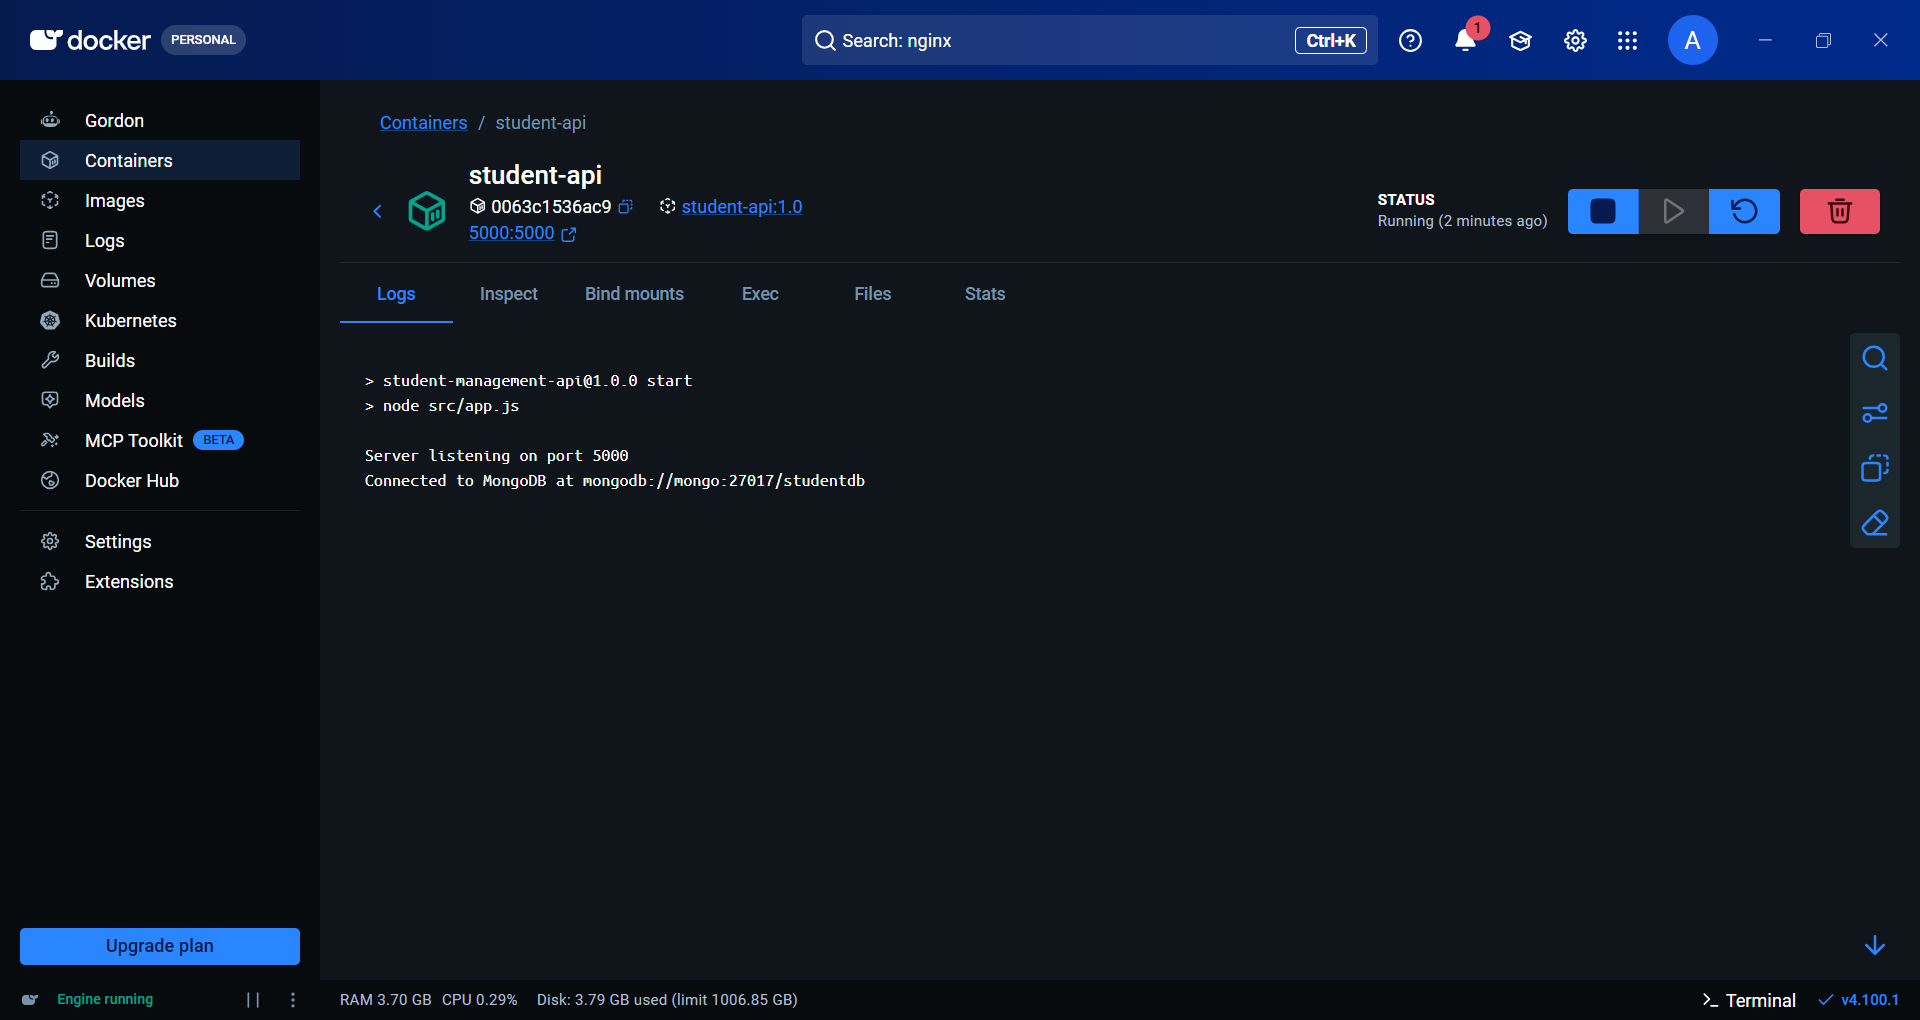 docker PERSONAL
Search: nginx Ctrl+K
1
A
Gordon
Containers
Images
Logs
Volumes
Kubernetes
Builds
Models
MCP Toolkit BETA
Docker Hub
Settings
Extensions
Upgrade plan
Containers / student-api
student-api
0063c1536ac9 student-api:1.0
5000:5000
STATUS
Running (2 minutes ago)
Logs Inspect Bind mounts Exec Files Stats
> student-management-api@1.0.0 start
> node src/app.js
Server listening on port 5000
Connected to MongoDB at mongodb://mongo:27017/studentdb
Engine running
RAM 3.70 GB CPU 0.29% Disk: 3.79 GB used (limit 1006.85 GB)
Terminal v4.100.1